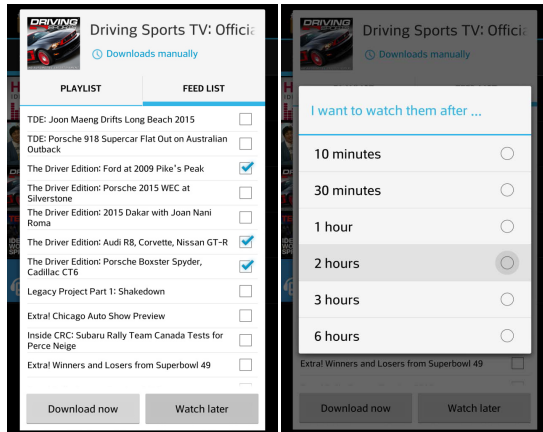 DRIVING
Driving Sports TV: Officia
Downloads manually
PLAYLIST
FEED LIST
TDE: Joon Maeng Drifts Long Beach 2015
TDE: Porsche 918 Supercar Flat Out on Australian
Outback
The Driver Edition: Ford at 2009 Pike's Peak
The Driver Edition: Porsche 2015 WEC at
Silverstone
The Driver Edition: 2015 Dakar with Joan Nani
Roma
The Driver Edition: Audi R8, Corvette, Nissan GT-R
The Driver Edition: Porsche Boxster Spyder,
Cadillac CT6
Legacy Project Part 1: Shakedown
Extra! Chicago Auto Show Preview
Inside CRC: Subaru Rally Team Canada Tests for
Perce Neige
Extra! Winners and Losers from Superbowl 49
Download now
Watch later
DRIVING
Driving Sports TV: Officia
Downloads manually
I want to watch them after ...
10 minutes
30 minutes
1 hour
2 hours
3 hours
6 hours
Extra! Winners and Losers from Superbowl 49
Download now
Watch later